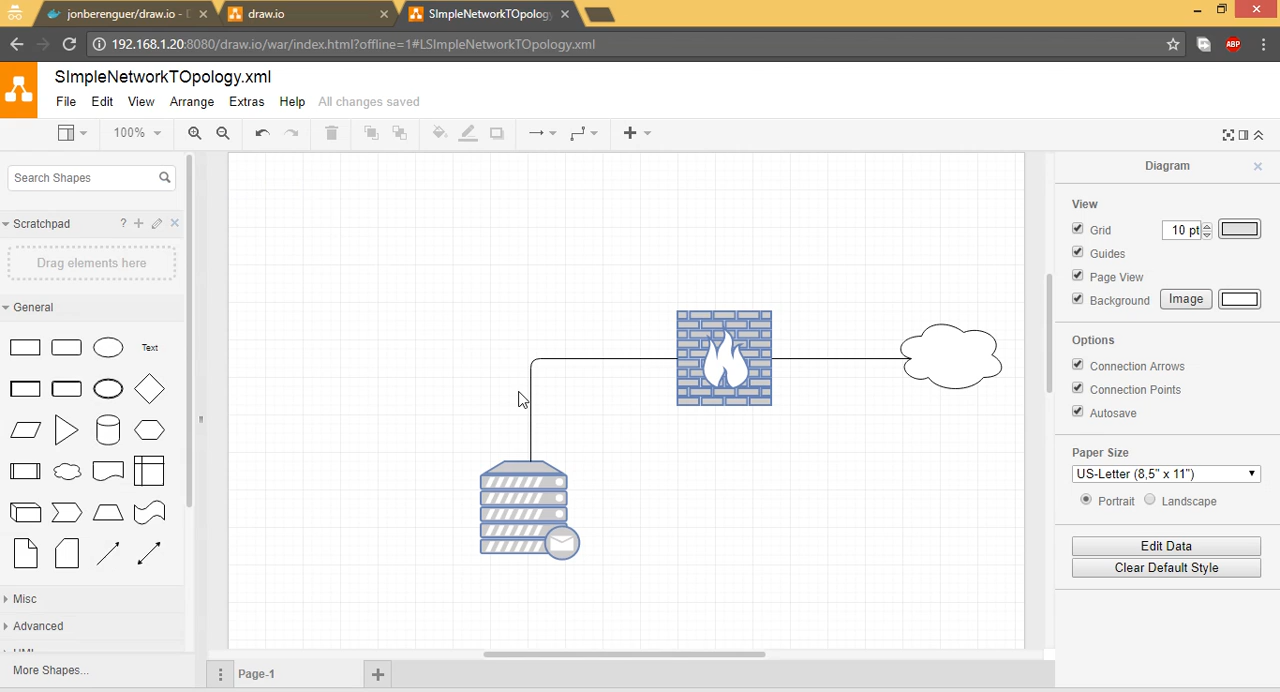 jonberenguer/draw.io -
draw.io
SImpleNetworkTOpology
192.168.1.20:8080/draw.io/war/index.html?offline=1#LSImpleNetworkTOpology.xml
ABP
SImpleNetworkTOpology.xml
File Edit View Arrange Extras Help All changes saved
100%
Search Shapes
Scratchpad ?
Drag elements here
General
Text
Misc
Advanced
More Shapes...
Page-1
Diagram
View
Grid 10 pt
Guides
Page View
Background Image
Options
Connection Arrows
Connection Points
Autosave
Paper Size
US-Letter (8,5" x 11")
Portrait Landscape
Edit Data
Clear Default Style